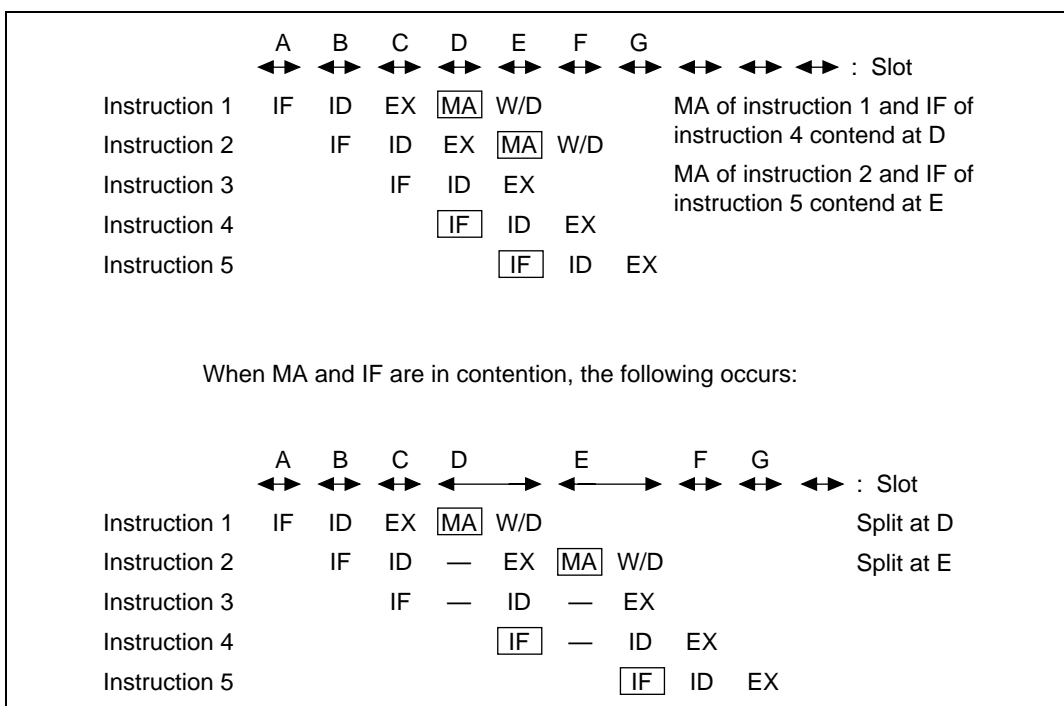 A B C D E F G
: Slot
Instruction 1 IF ID EX MA W/D
MA of instruction 1 and IF of
instruction 4 contend at D
Instruction 2 IF ID EX MA W/D
MA of instruction 2 and IF of
instruction 5 contend at E
Instruction 3 IF ID EX
Instruction 4 IF ID EX
Instruction 5 IF ID EX
When MA and IF are in contention, the following occurs:
A B C D E F G
: Slot
Instruction 1 IF ID EX MA W/D Split at D
Instruction 2 IF ID — EX MA W/D Split at E
Instruction 3 IF — ID — EX
Instruction 4 IF — ID EX
Instruction 5 IF ID EX